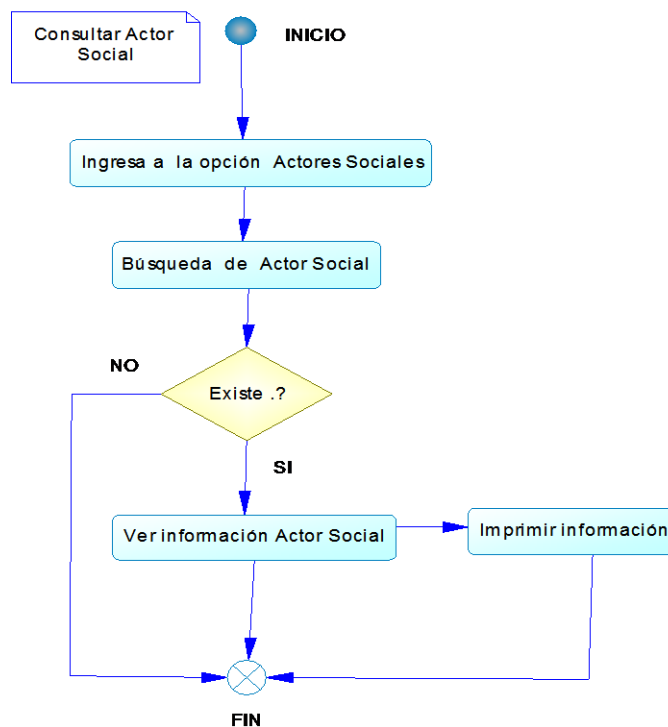 Consultar Actor
Social
INICIO
Ingresa a la opción Actores Sociales
Búsqueda de Actor Social
NO
Existe .?
SI
Ver información Actor Social
Imprimir información
FIN